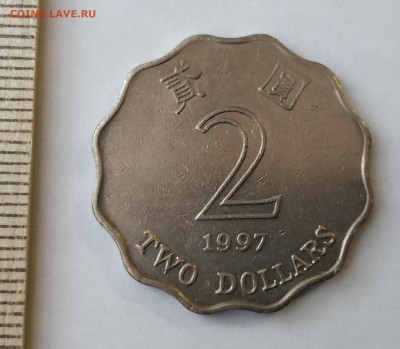 COINS.LAVE.RU
貳 圓
2
1997
TWO DOLLARS